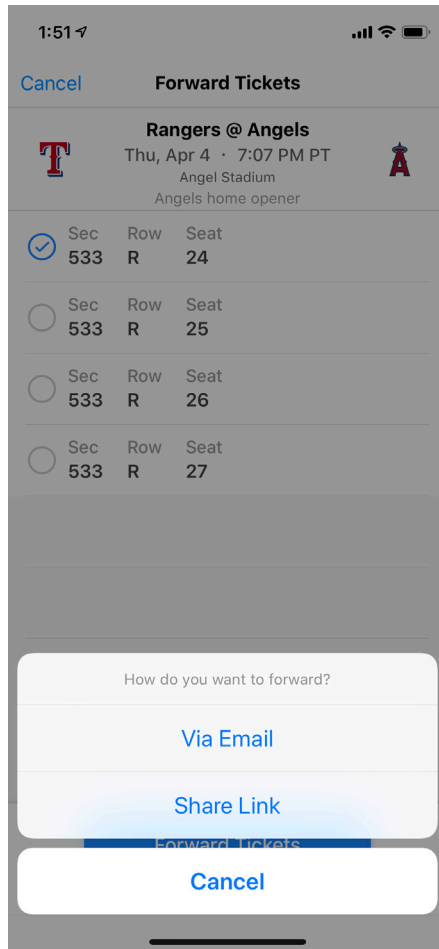 1:51
Cancel Forward Tickets
Rangers @ Angels
Thu, Apr 4 · 7:07 PM PT
Angel Stadium
Angels home opener
Sec Row Seat
533 R 24
Sec Row Seat
533 R 25
Sec Row Seat
533 R 26
Sec Row Seat
533 R 27
How do you want to forward?
Via Email
Share Link
Forward Tickets
Cancel